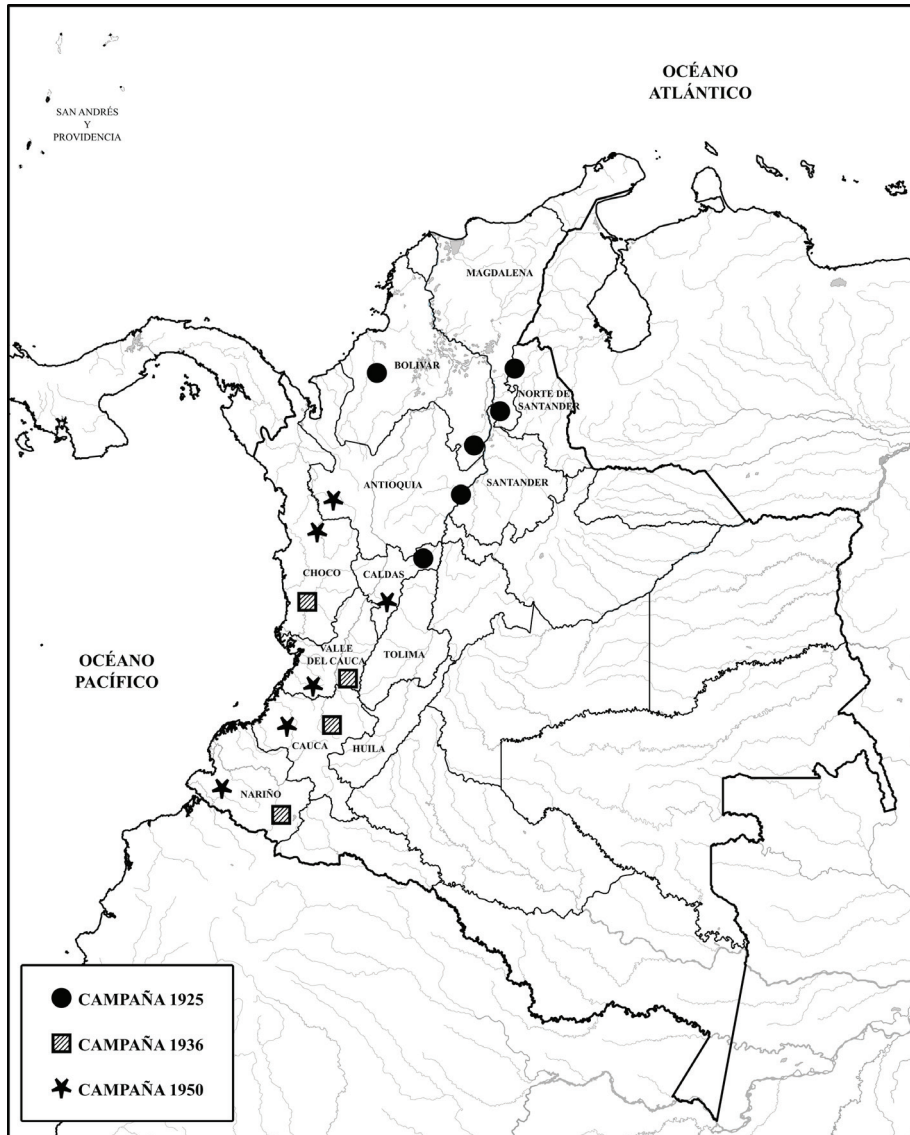 OCÉANO
ATLÁNTICO
SAN ANDRÉS
Y
PROVIDENCIA
MAGDALENA
BOLIVAR
NORTE DE
SANTANDER
ANTIOQUIA
SANTANDER
CHOCO
CALDAS
VALLE
DEL CAUCA
TOLIMA
OCÉANO
PACÍFICO
CAUCA
HUILA
NARIÑO
CAMPAÑA 1925
CAMPAÑA 1936
CAMPAÑA 1950